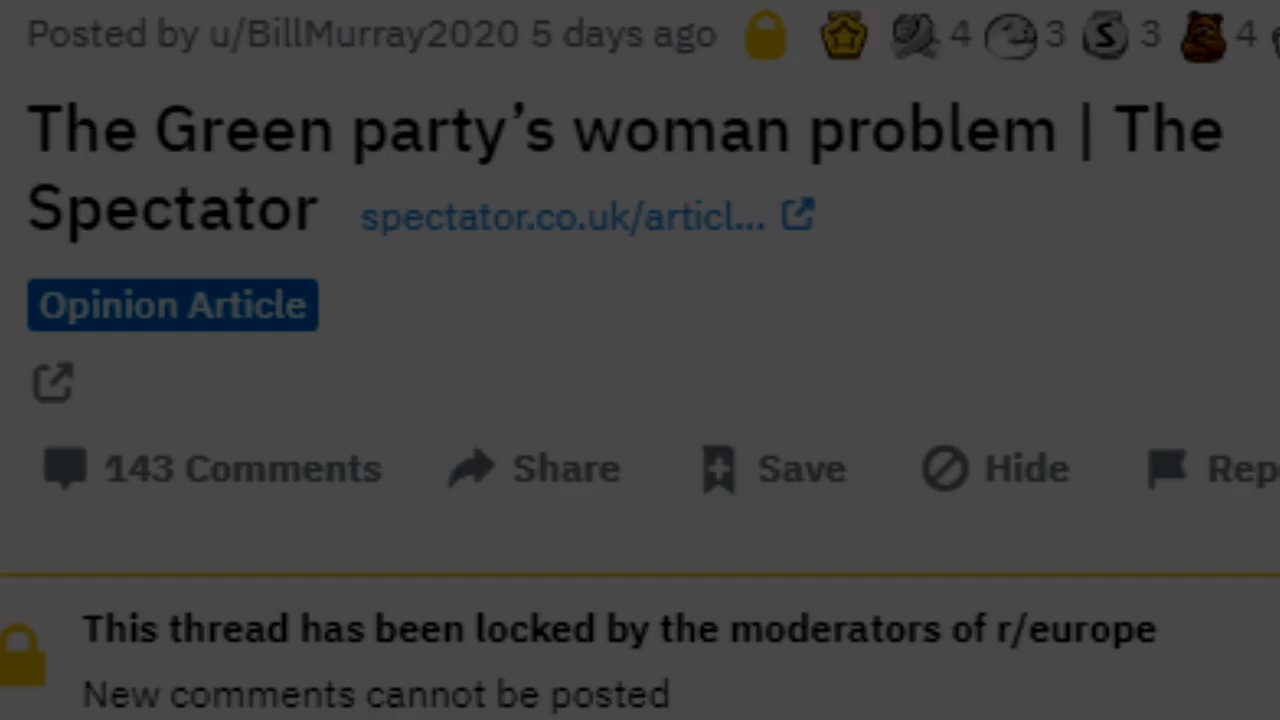 Posted by u/BillMurray2020 5 days ago 4 3 3 4
The Green party’s woman problem | The
Spectator spectator.co.uk/articl...
Opinion Article
143 Comments Share Save Hide Rep
This thread has been locked by the moderators of r/europe
New comments cannot be posted